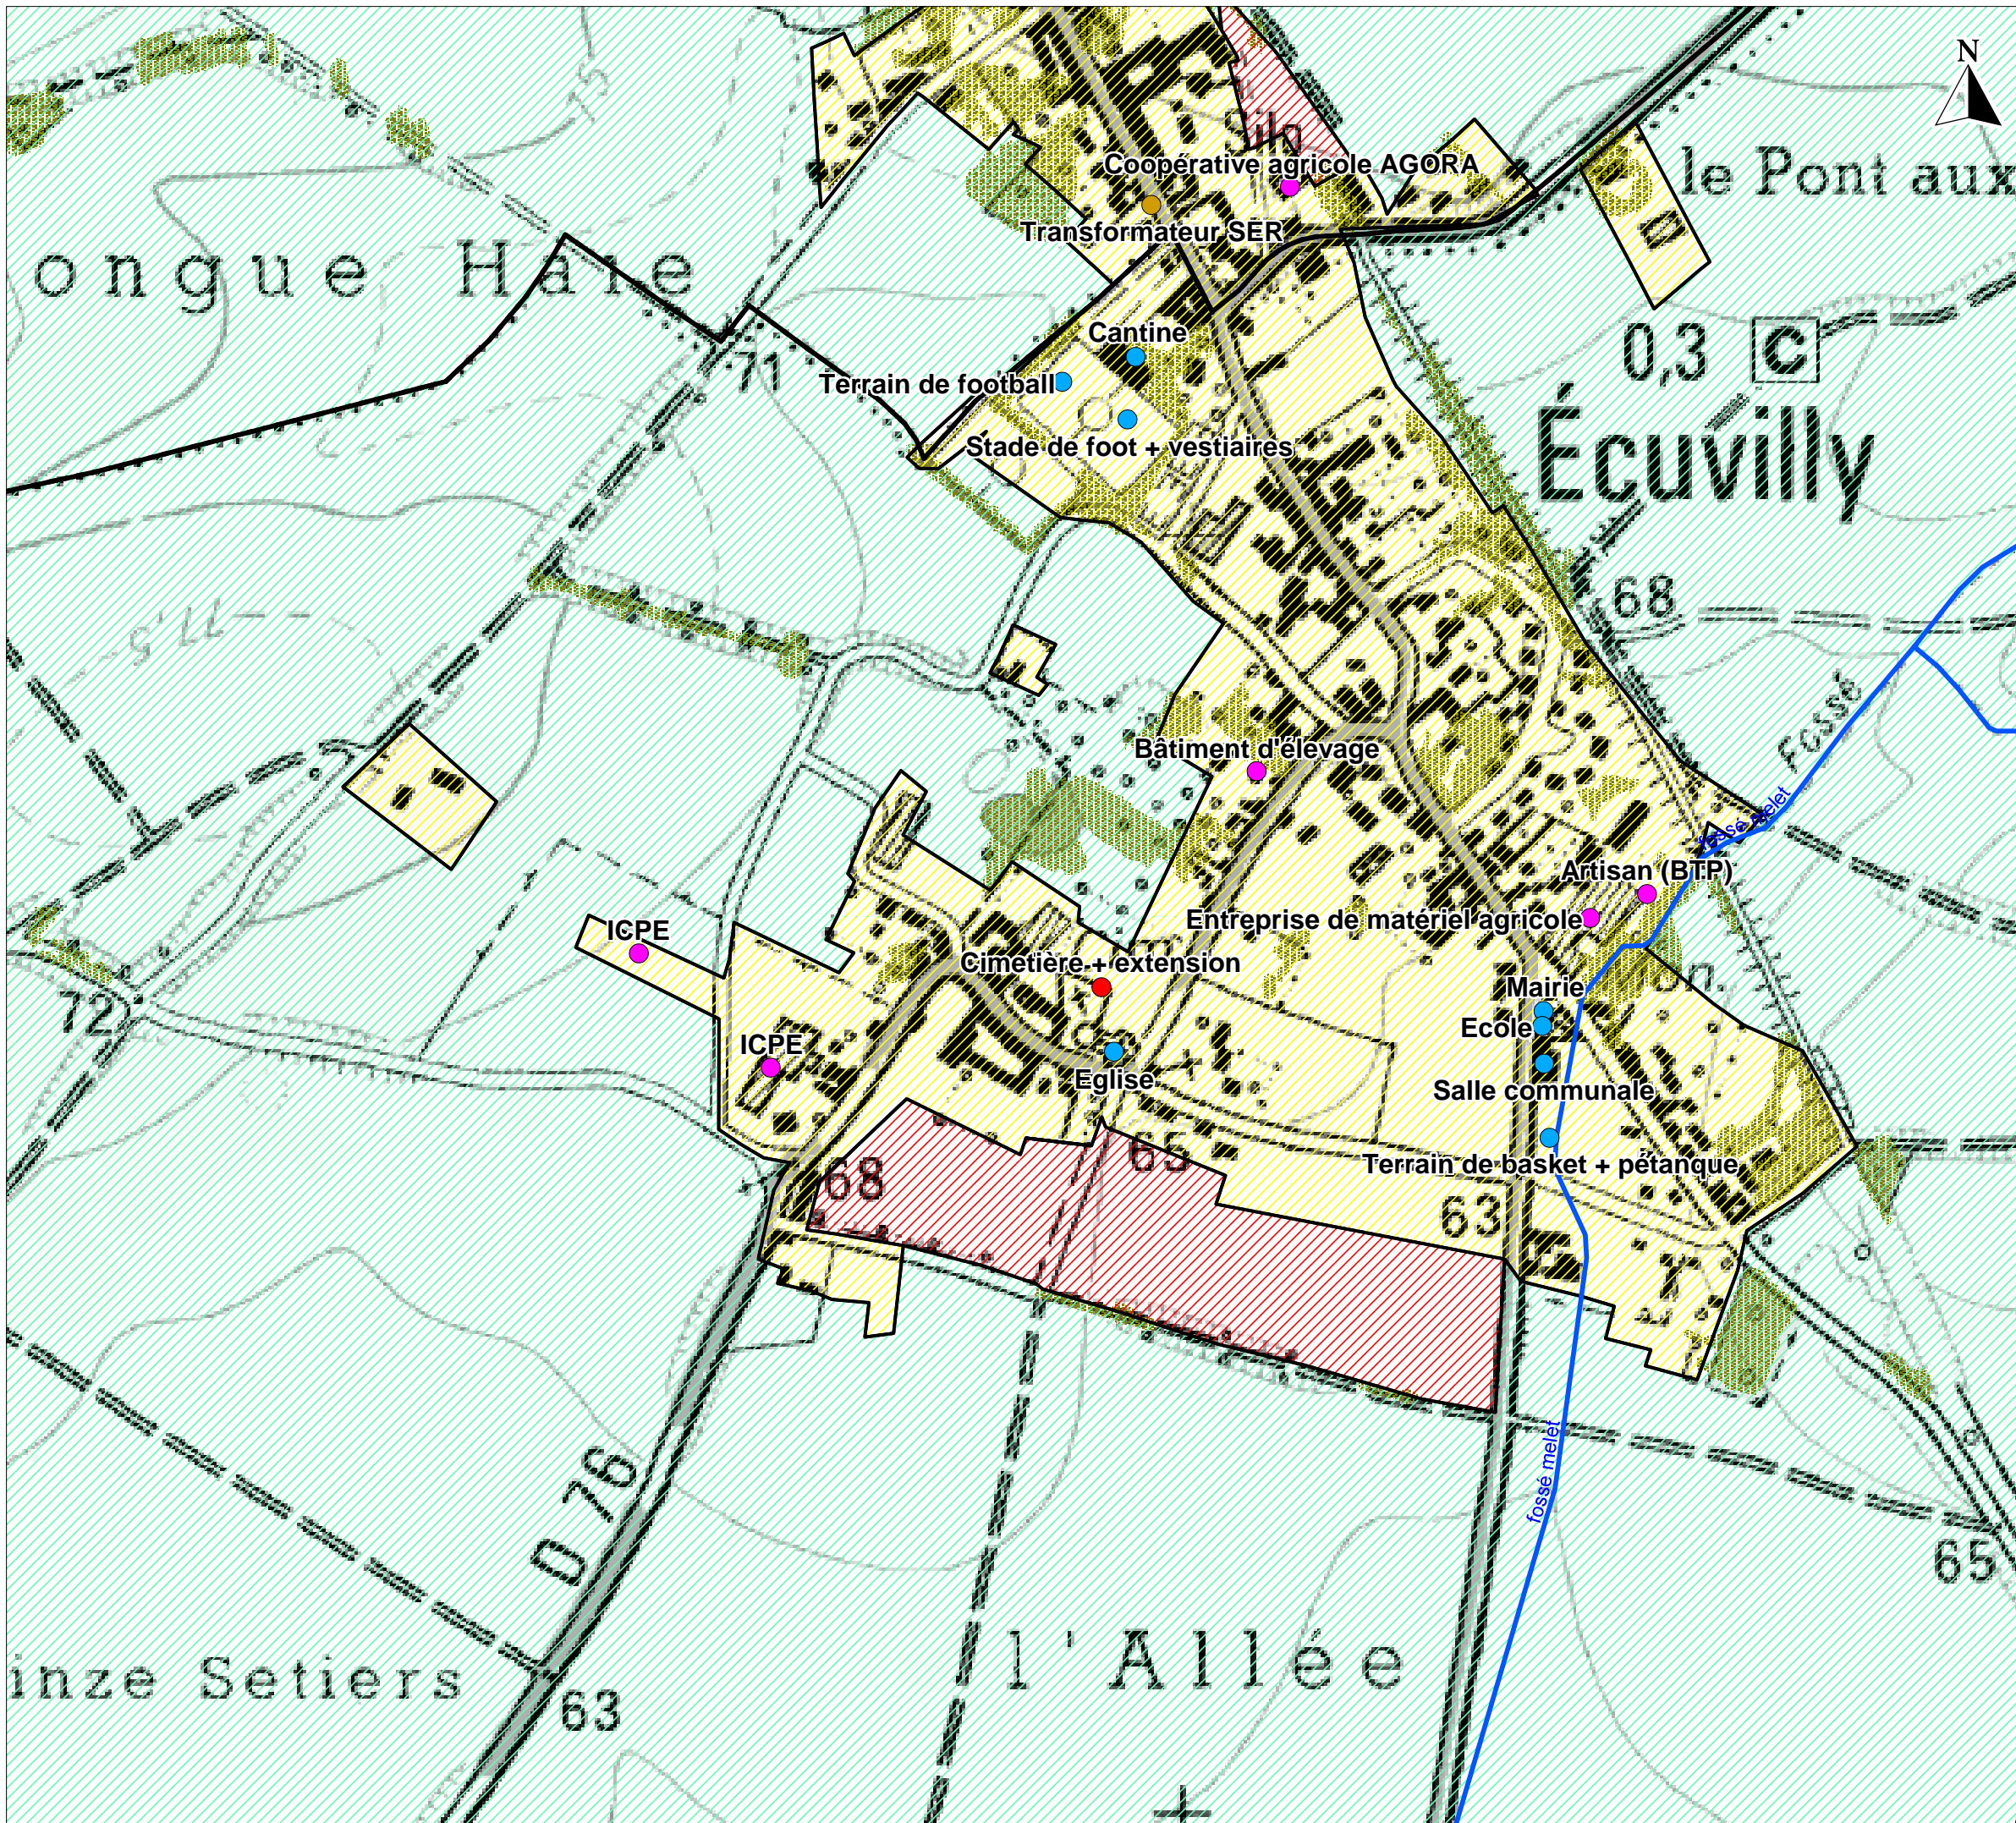 N
Coopérative agricole AGORA
le Pont aux
Transformateur SER
ongue Haie
Cantine
0,3 C
71
Terrain de football
Écuvilly
Stade de foot + vestiaires
68
Fossé
Bâtiment d'élevage
fossé melet
Artisan (BTP)
Entreprise de matériel agricole
ICPE
Cimetière + extension
Mairie
72
Ecole
ICPE
Eglise
Salle communale
65
Terrain de basket + pétanque
68
63
fossé melet
D 76
65
l'Allée
inze Setiers
63